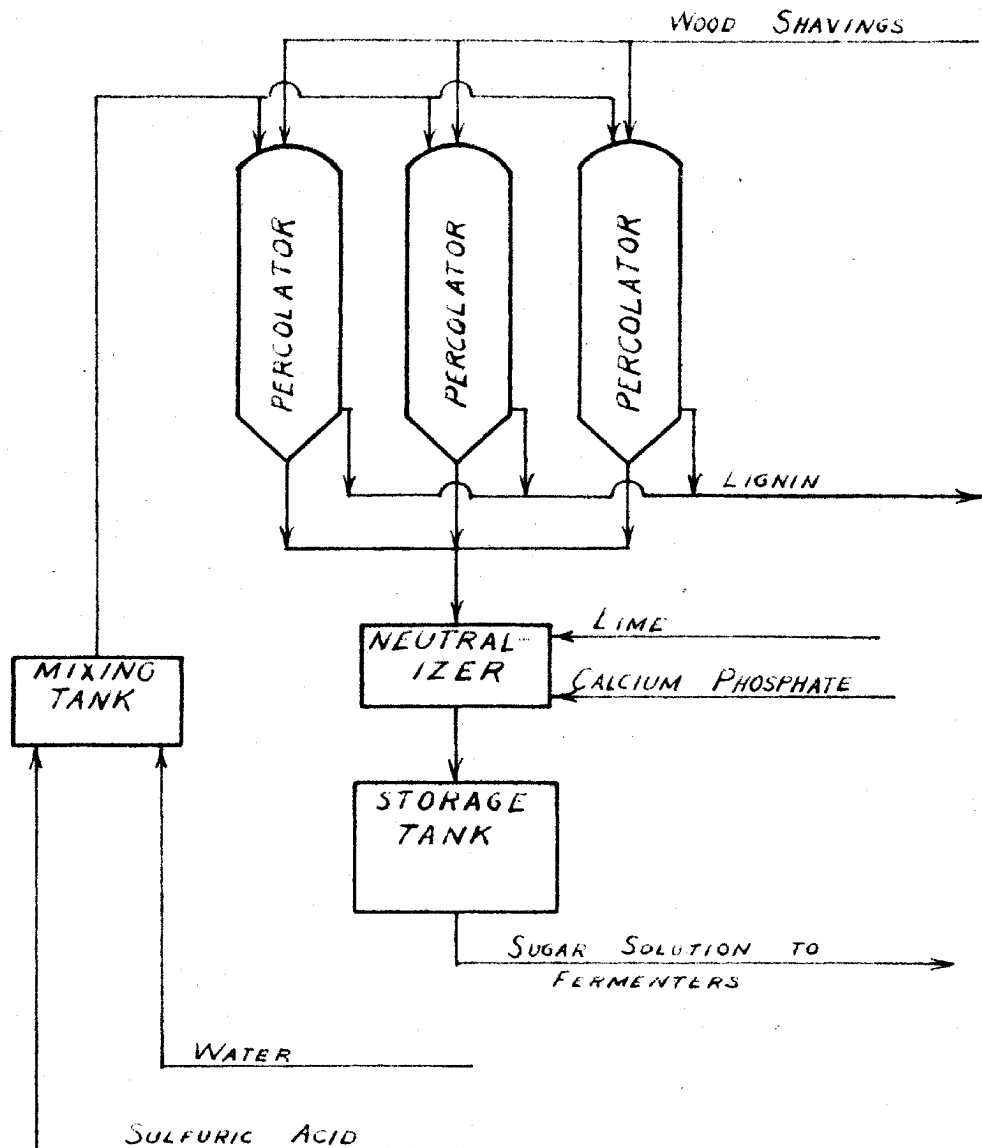 WOOD SHAVINGS
PERCOLATOR
PERCOLATOR
PERCOLATOR
LIGNIN
NEUTRAL-
IZER
LIME
CALCIUM PHOSPHATE
MIXING
TANK
STORAGE
TANK
SUGAR SOLUTION TO
FERMENTERS
WATER
SULFURIC ACID